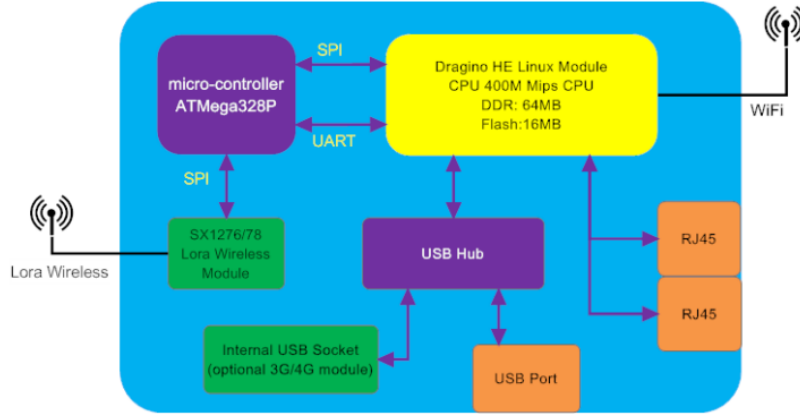 SPI
micro-controller
ATMega328P
Dragino HE Linux Module
CPU 400M Mips CPU
DDR: 64MB
Flash:16MB
WiFi
UART
SPI
SX1276/78
Lora Wireless
Module
Lora Wireless
USB Hub
RJ45
RJ45
Internal USB Socket
(optional 3G/4G module)
USB Port